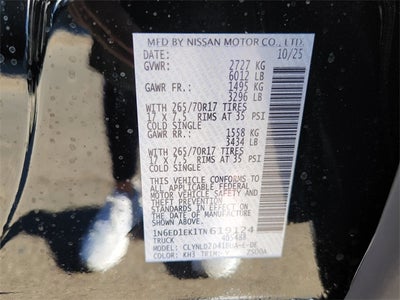 MFD BY NISSAN MOTOR CO., LTD.
DATE: 10/25
GVWR: 2727 KG
6012 LB
GAWR FR.: 1495 KG
3296 LB
WITH 265/70R17 TIRES
17 X 7.5 RIMS AT 35 PSI
COLD SINGLE
GAWR RR.: 1558 KG
3434 LB
WITH 265/70R17 TIRES
17 X 7.5 RIMS AT 35 PSI
COLD SINGLE
THIS VEHICLE CONFORMS TO
ALL APPLICABLE FEDERAL
MOTOR VEHICLE SAFETY AND
THEFT PREVENTION
STANDARDS IN EFFECT ON
THE DATE OF MANUFACTURE
SHOWN ABOVE.
1N6ED1EK1TN619124
TRUCK
MODEL:
COLOR: KH3 TRIM: